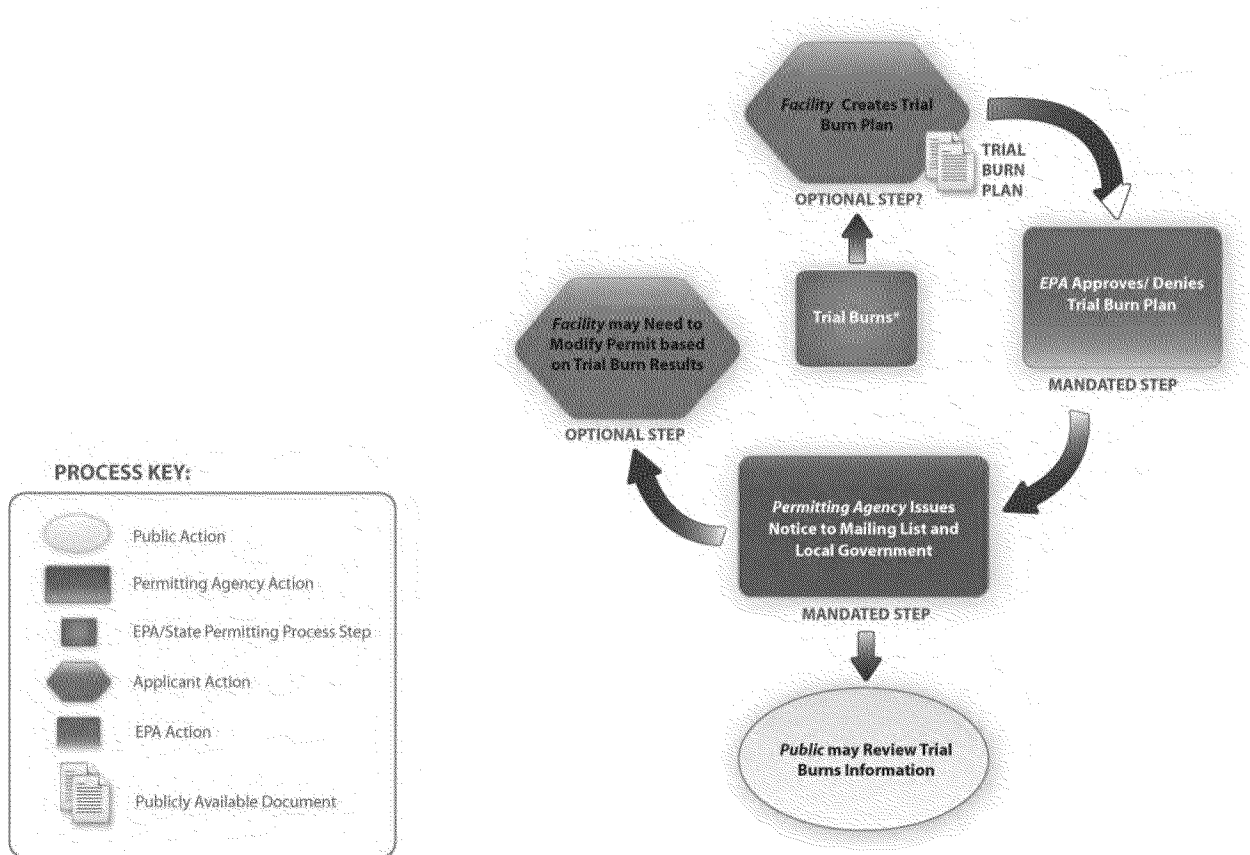 Facility Creates Trial
Burn Plan
TRIAL
BURN
PLAN
OPTIONAL STEP?
EPA Approves/ Denies
Trial Burn Plan
MANDATED STEP
Trial Burns*
Facility may Need to
Modify Permit based
on Trial Burn Results
OPTIONAL STEP
Permitting Agency Issues
Notice to Mailing List and
Local Government
MANDATED STEP
Public may Review Trial
Burns Information
PROCESS KEY:
Public Action
Permitting Agency Action
EPA/State Permitting Process Step
Applicant Action
EPA Action
Publicly Available Document